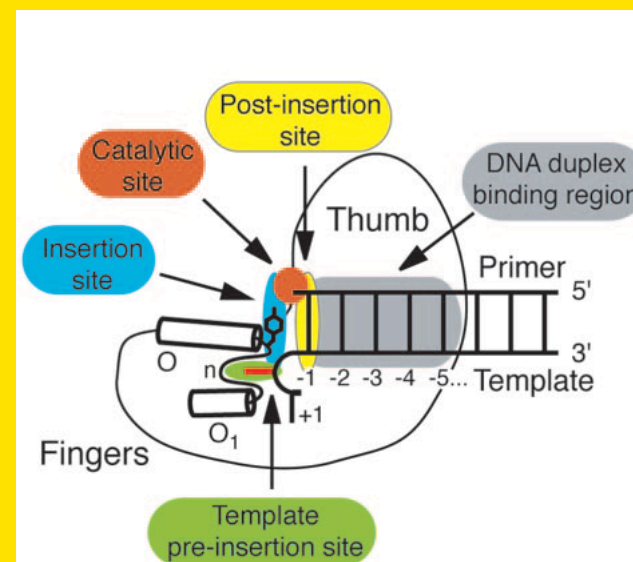 Post-insertion
site
Catalytic
site
DNA duplex
binding region
Thumb
Insertion
site
Primer
5'
O
n
3'
-1 -2 -3 -4 -5...
Template
+1
O1
Fingers
Template
pre-insertion site